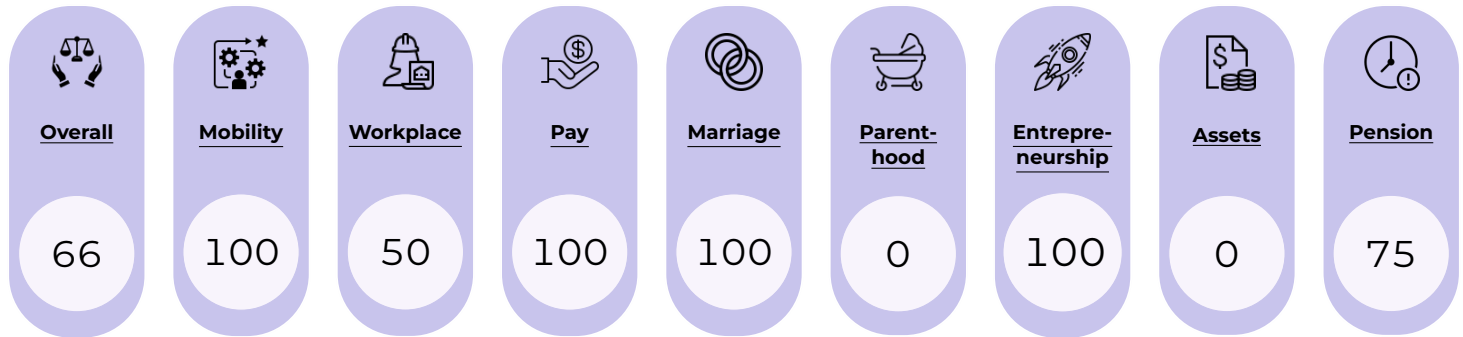 Overall
Mobility
Workplace
Pay
Marriage
Parent-
hood
Entrepre-
neurship
Assets
Pension
66
100
50
100
100
0
100
0
75